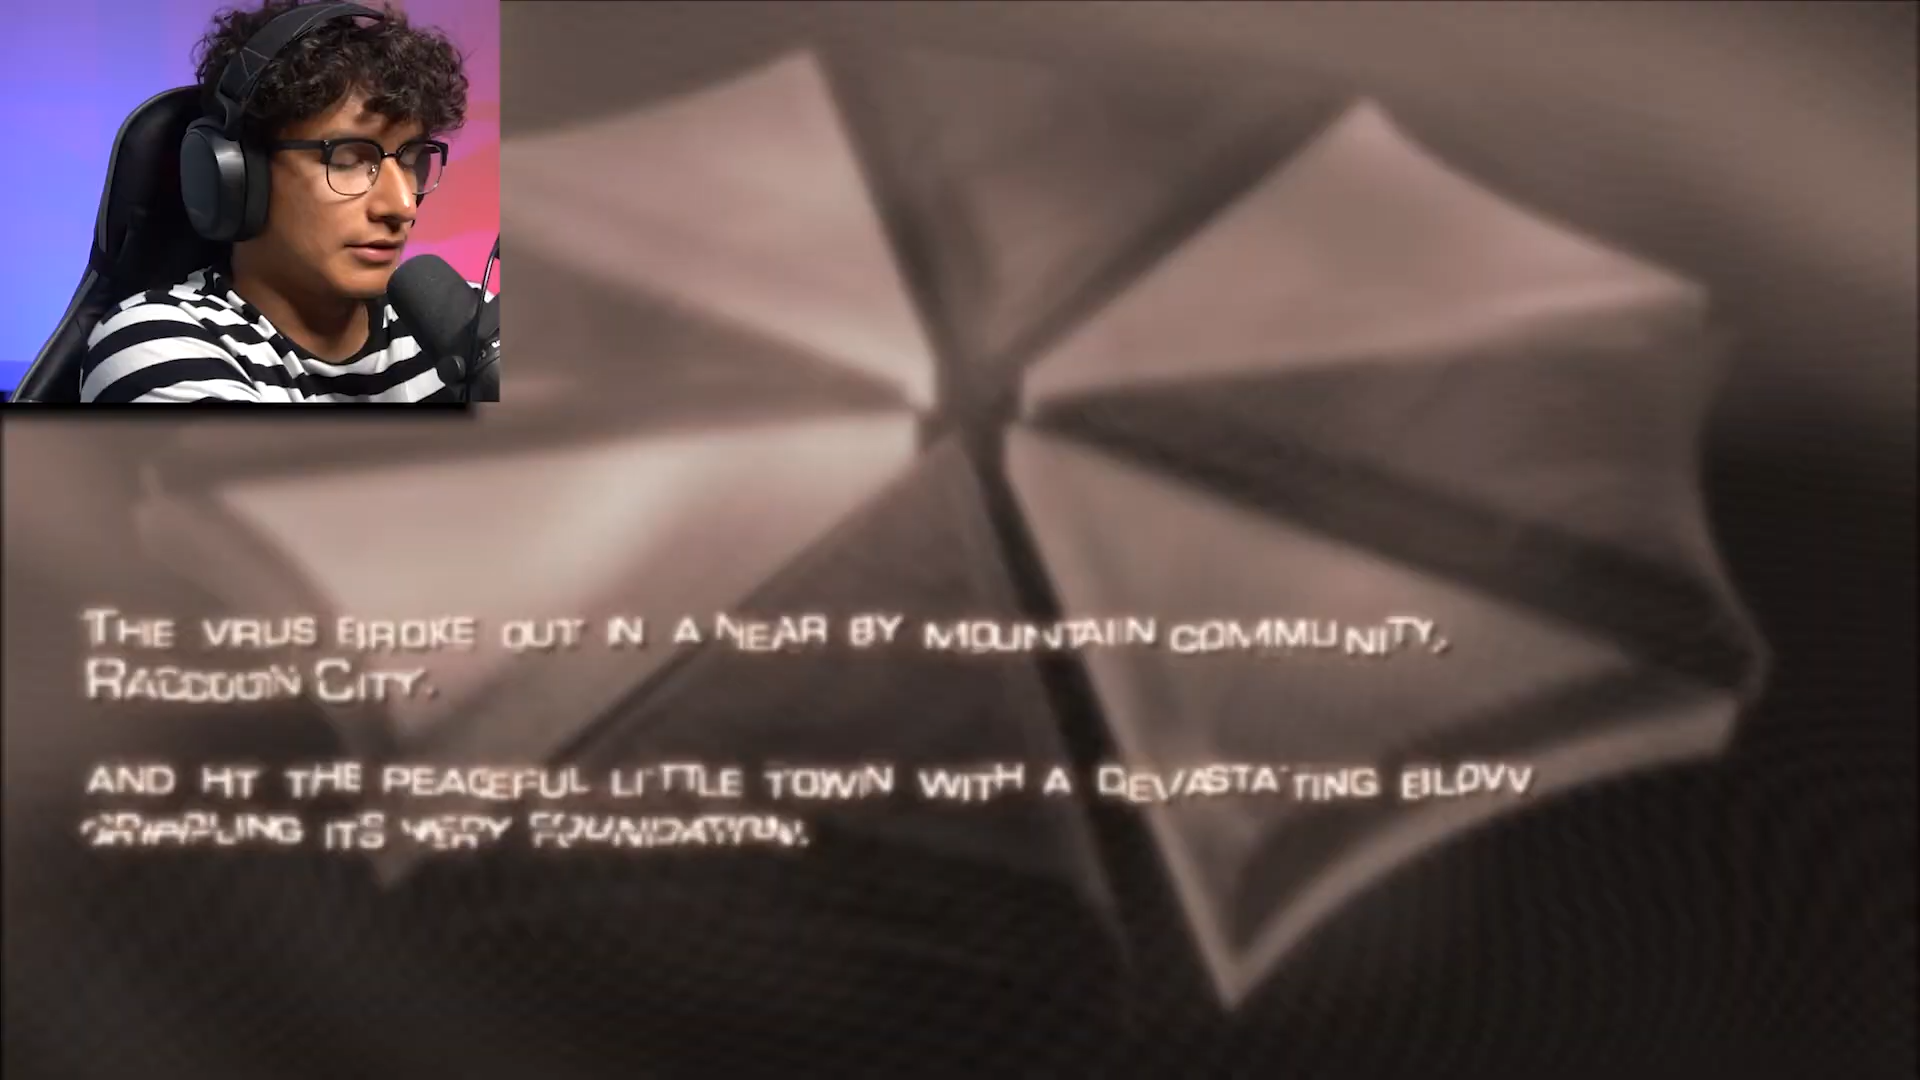 THE VIRUS BROKE OUT IN A NEAR BY MOUNTAIN COMMUNITY,
RACCOON CITY.
AND HIT THE PEACEFUL LITTLE TOWN WITH A DEVASTATING BLOW
CRIPPLING ITS VERY FOUNDATION.